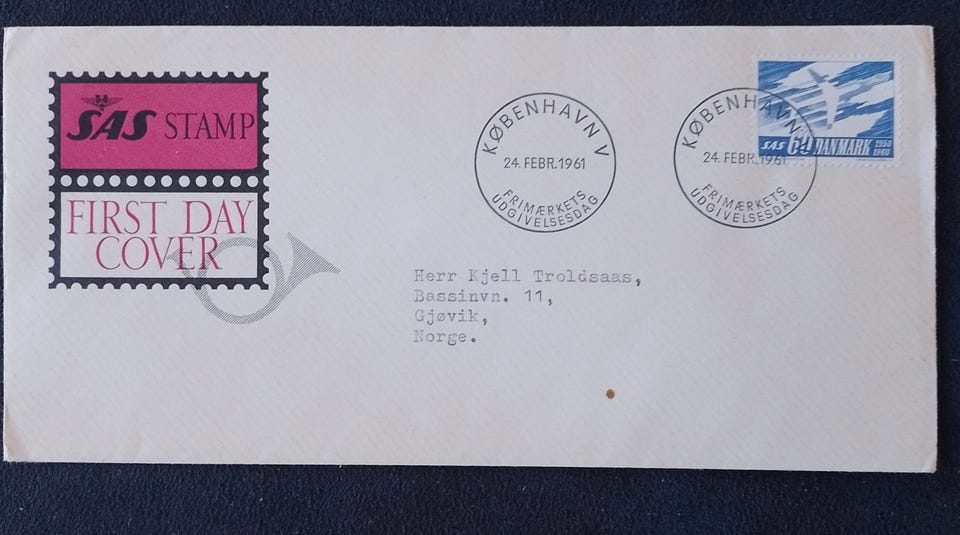 SAS STAMP
FIRST DAY
COVER
KØBENHAVN V
24. FEBR. 1961
FRIMÆRKETS
UDGIVELSESDAG
KØBENHAVN V
24. FEBR. 1961
FRIMÆRKETS
UDGIVELSESDAG
SAS 60 DANMARK 1950
1960
Herr Kjell Troldsaas,
Bassinvn. 11,
Gjøvik,
Norge.